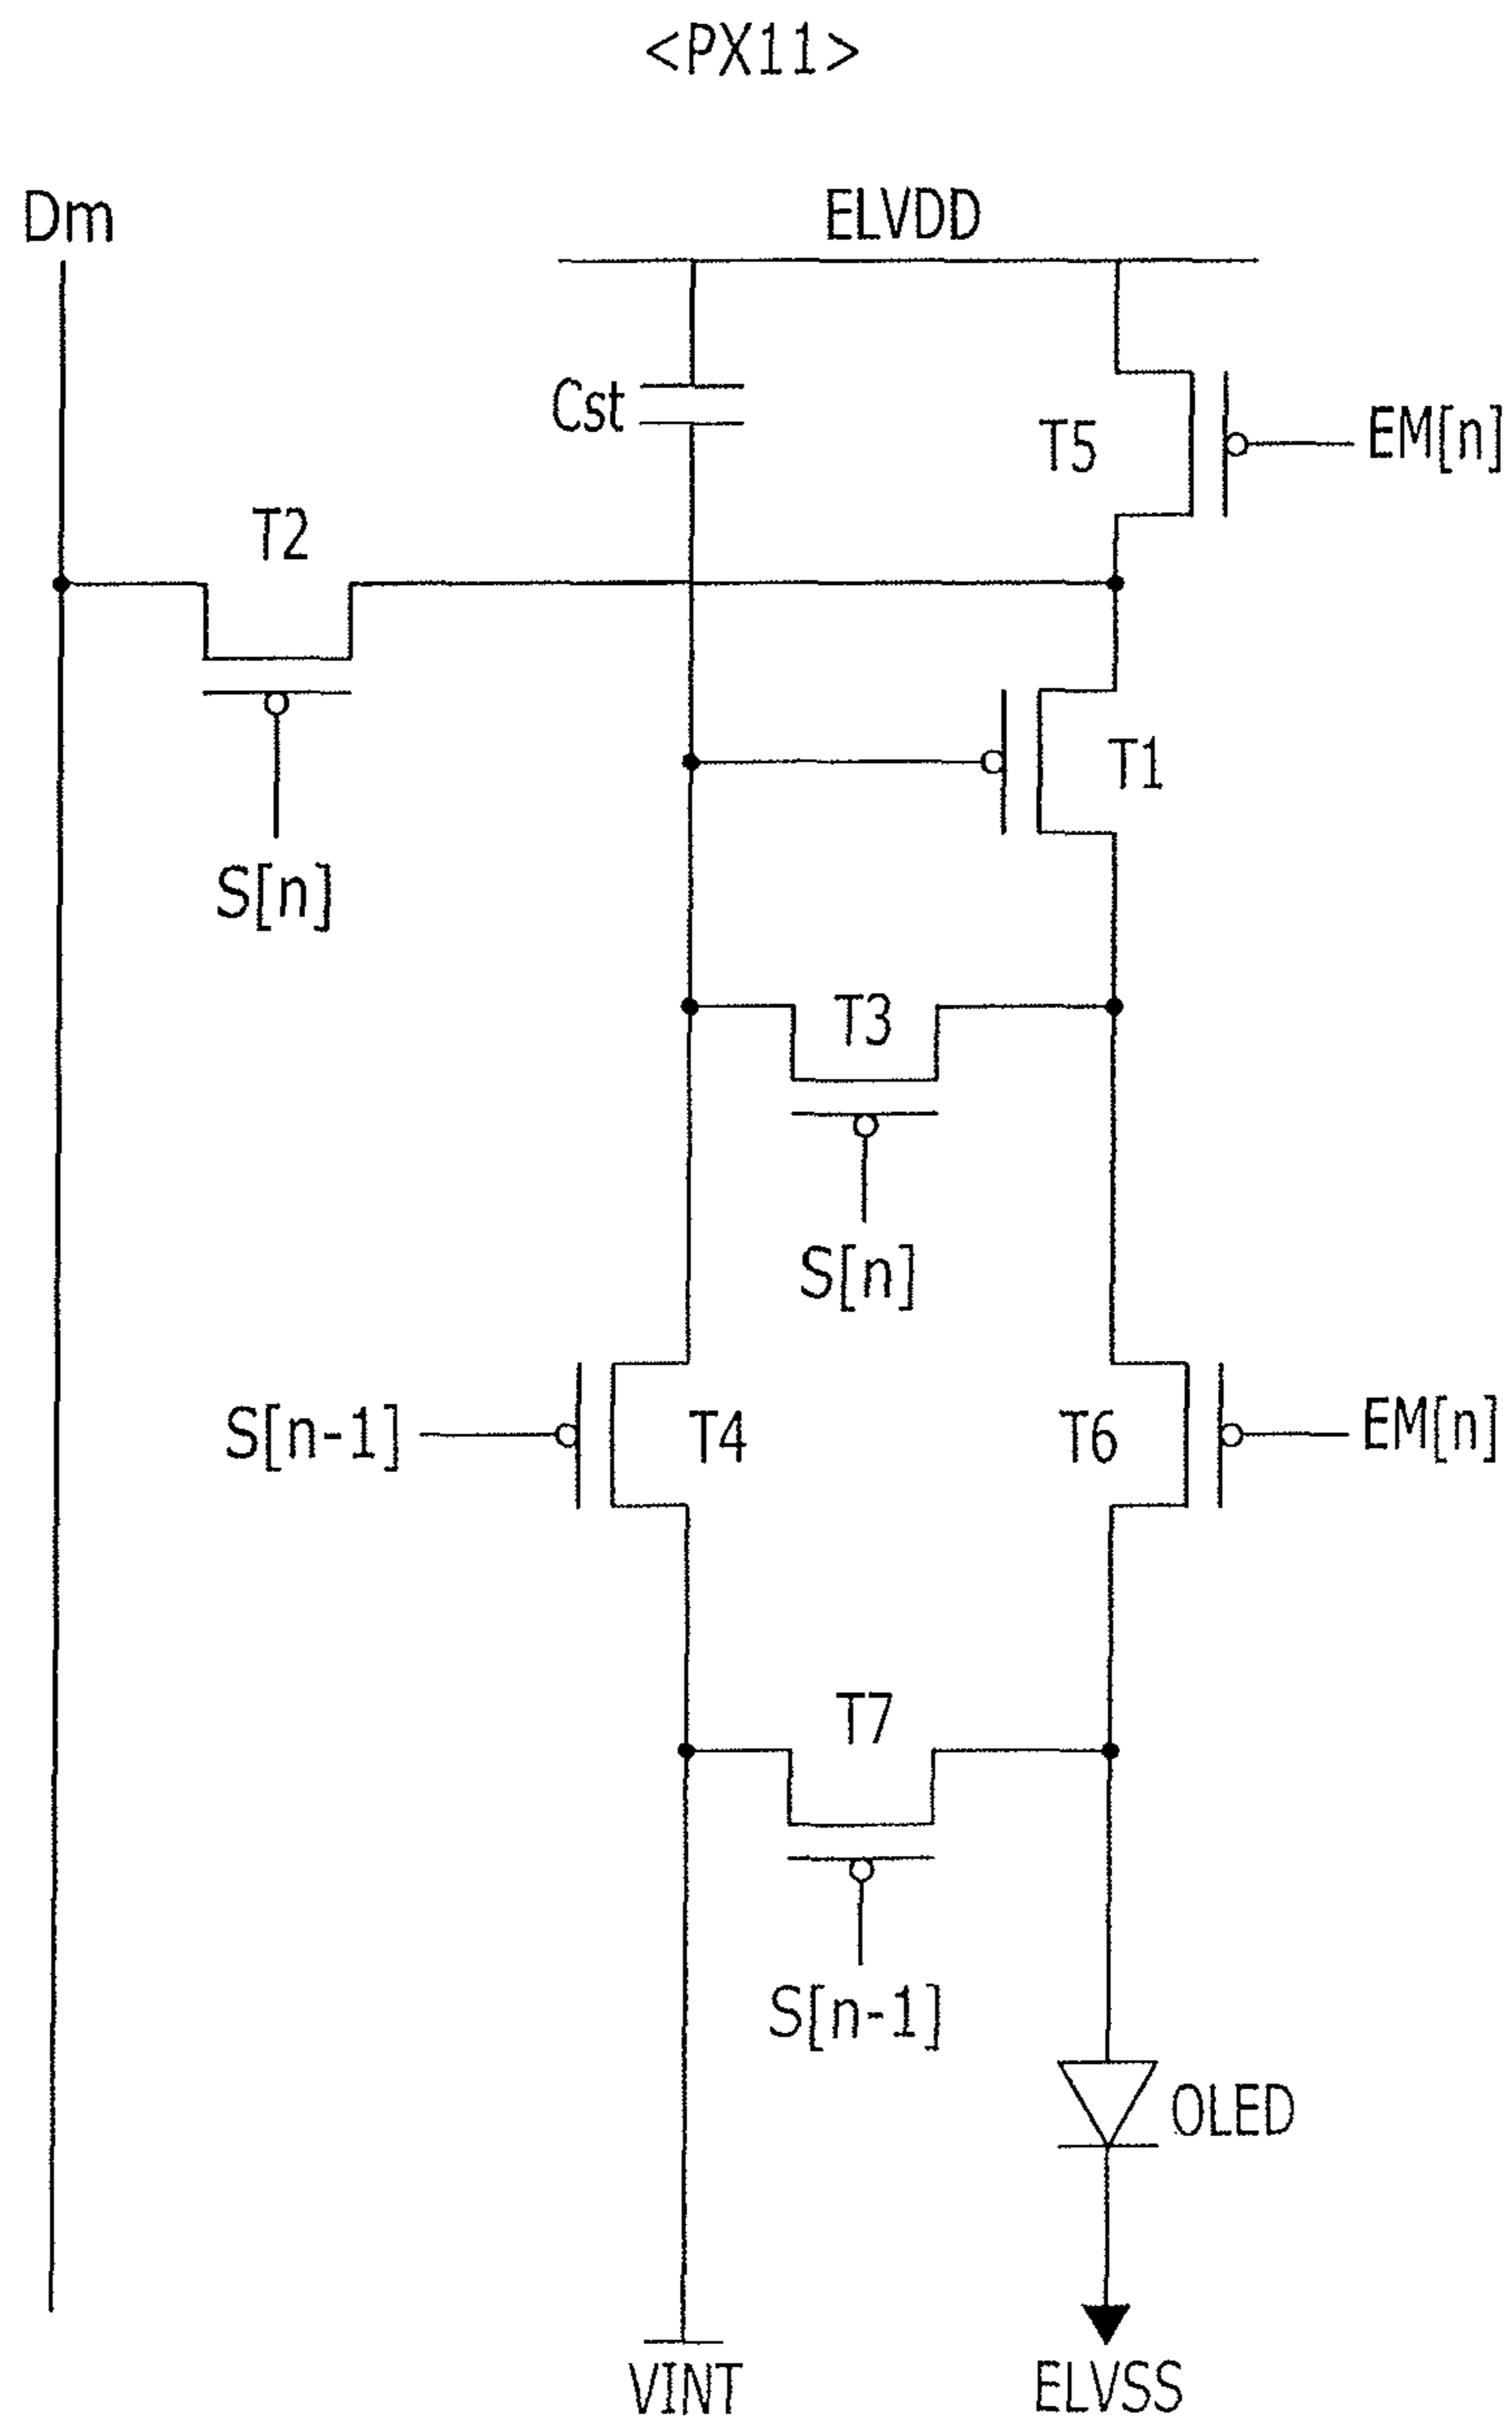 <PX11>
Dm
ELVDD
Cst
T5
EM[n]
T2
T1
S[n]
T3
S[n]
S[n-1]
T4
T6
EM[n]
T7
S[n-1]
OLED
VINT
ELVSS